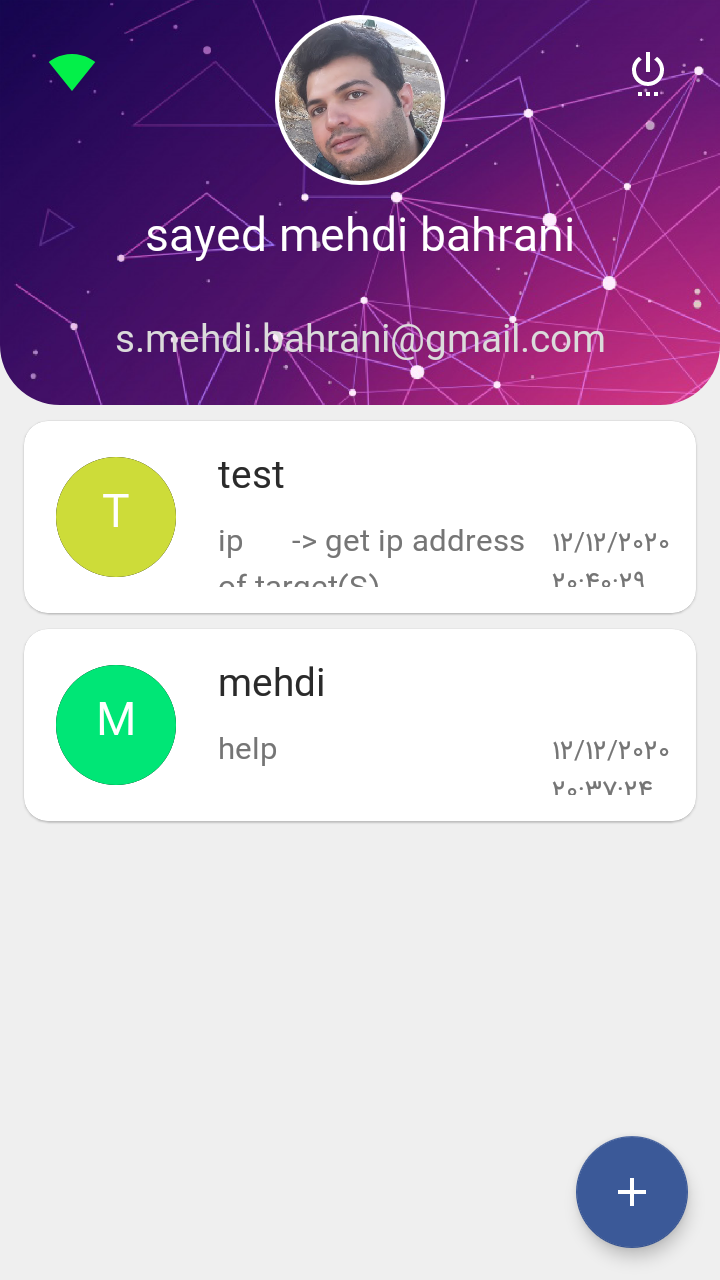 sayed mehdi bahrani
s.mehdi.bahrani@gmail.com
T
test
ip -> get ip address
of target(S)
۱۲/۱۲/۲۰۲۰
۲۰:۴۰:۲۹
M
mehdi
help
۱۲/۱۲/۲۰۲۰
۲۰:۳۷:۲۴